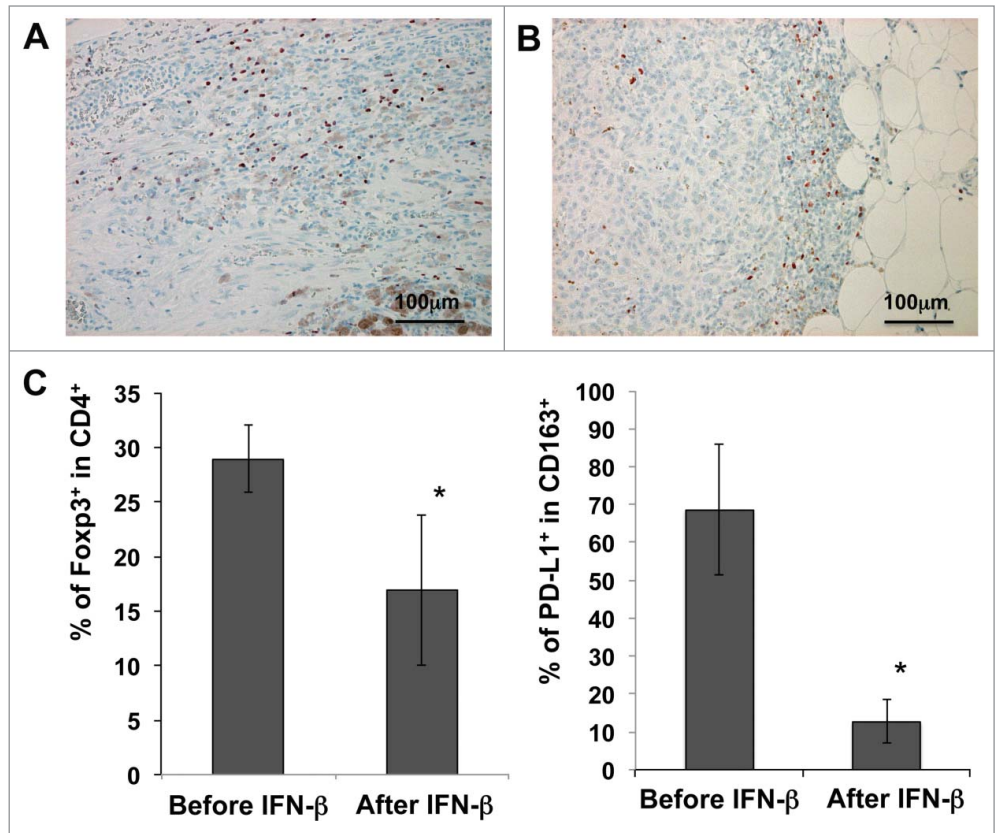 A
100μm
B
100μm
C
% of Foxp3⁺ in CD4⁺
35
30
25
20
15
10
5
0
*
Before IFN-β
After IFN-β
% of PD-L1⁺ in CD163⁺
100
90
80
70
60
50
40
30
20
10
0
*
Before IFN-β
After IFN-β